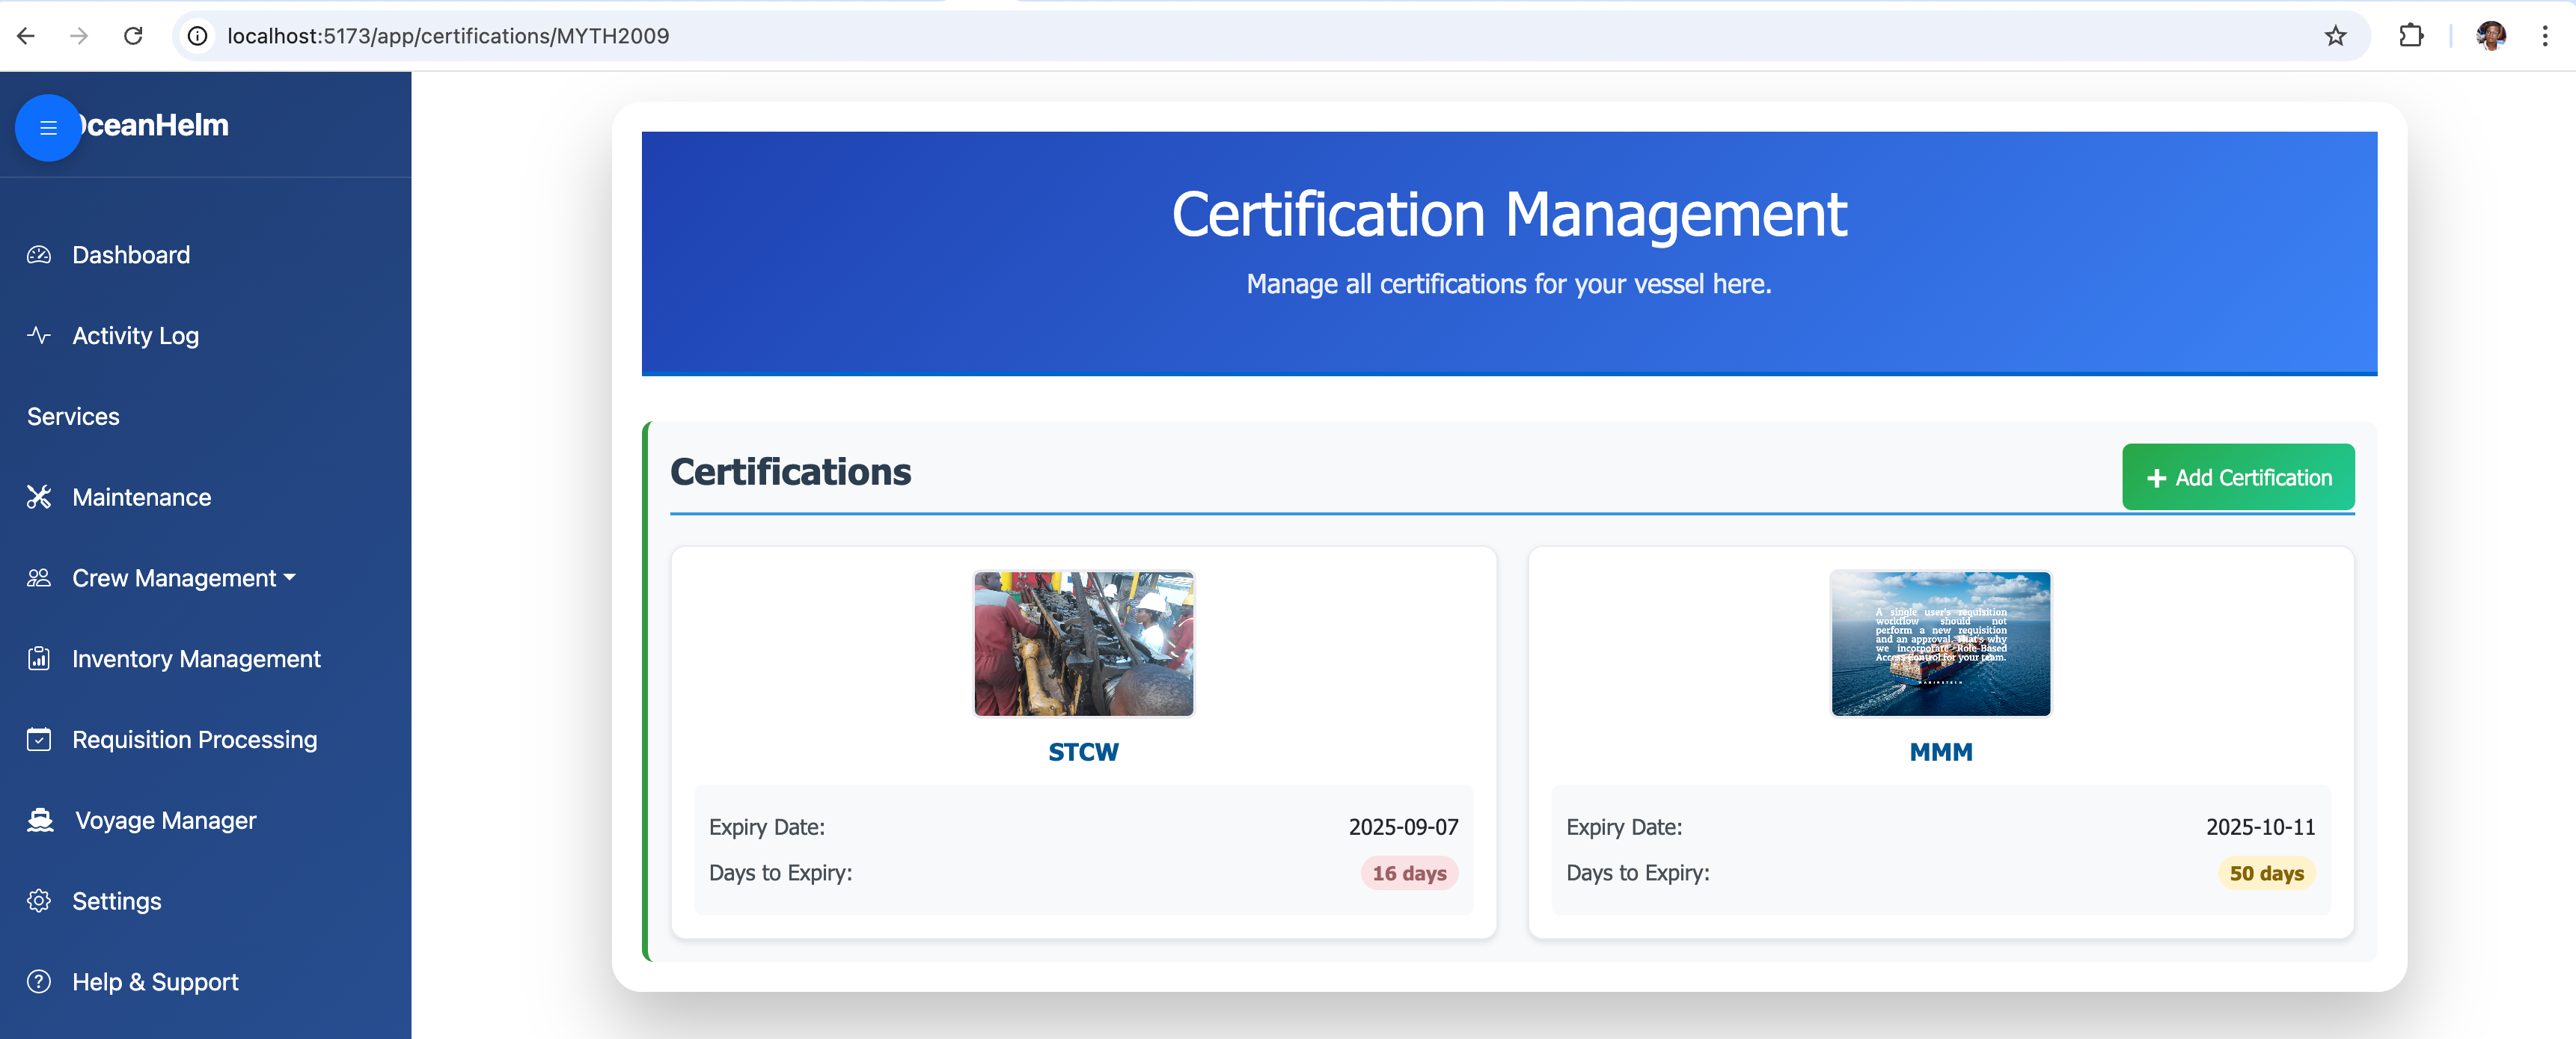 localhost:5173/app/certifications/MYTH2009
OceanHelm
Dashboard
Activity Log
Services
Maintenance
Crew Management
Inventory Management
Requisition Processing
Voyage Manager
Settings
Help & Support
Certification Management
Manage all certifications for your vessel here.
Certifications
Add Certification
STCW
Expiry Date: 2025-09-07
Days to Expiry: 16 days
A single user's requisition
workflow should not
perform a new requisition
and an approval. That's why
we incorporate Role-Based
Access Control for your team.
MMM
Expiry Date: 2025-10-11
Days to Expiry: 50 days